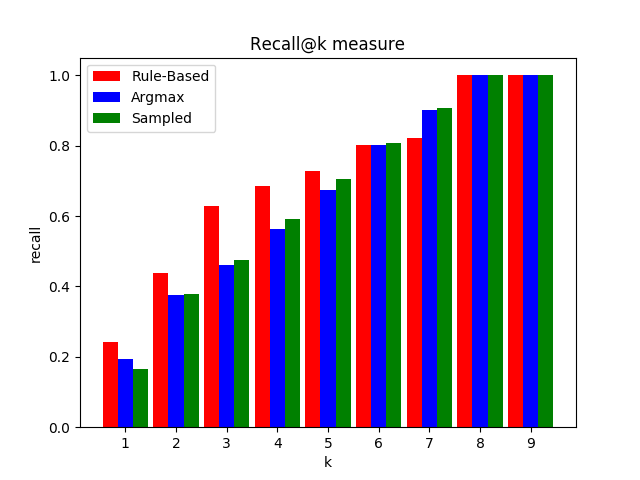 Recall@k measure
Rule-Based
Argmax
Sampled
1.0
0.8
0.6
0.4
0.2
0.0
recall
1 2 3 4 5 6 7 8 9
k